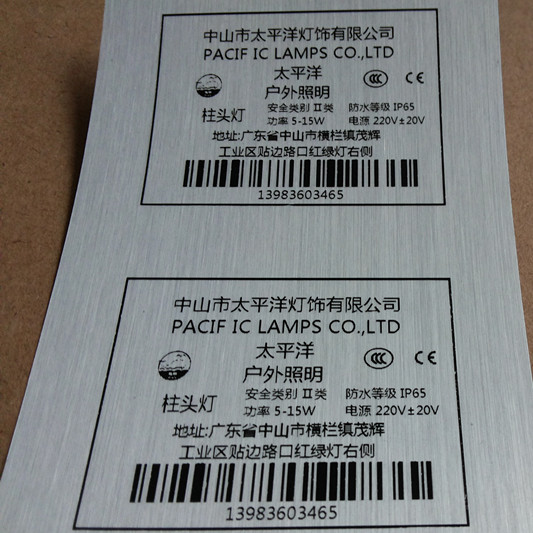 中山市太平洋灯饰有限公司
PACIF IC LAMPS CO.,LTD
太平洋
CCC CE
户外照明
柱头灯
安全类别 Ⅱ类 防水等级 IP65
功率 5-15W 电源 220V±20V
地址:广东省中山市横栏镇茂辉
工业区贴边路口红绿灯右侧
13983603465
中山市太平洋灯饰有限公司
PACIF IC LAMPS CO.,LTD
太平洋
CCC CE
户外照明
柱头灯
安全类别 Ⅱ类 防水等级 IP65
功率 5-15W 电源 220V±20V
地址:广东省中山市横栏镇茂辉
工业区贴边路口红绿灯右侧
13983603465